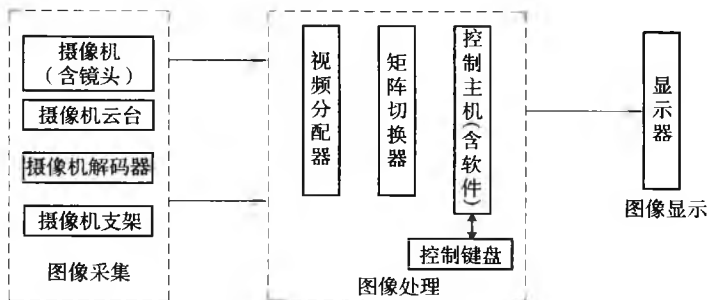 摄像机
（含镜头）
摄像机云台
摄像机解码器
摄像机支架
图像采集
视频分配器
矩阵切换器
控制主机(含软件)
控制键盘
图像处理
显示器
图像显示